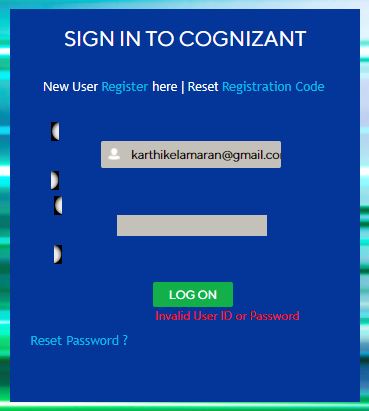 SIGN IN TO COGNIZANT
New User Register here | Reset Registration Code
karthikelamaran@gmail.co
LOG ON
Invalid User ID or Password
Reset Password ?